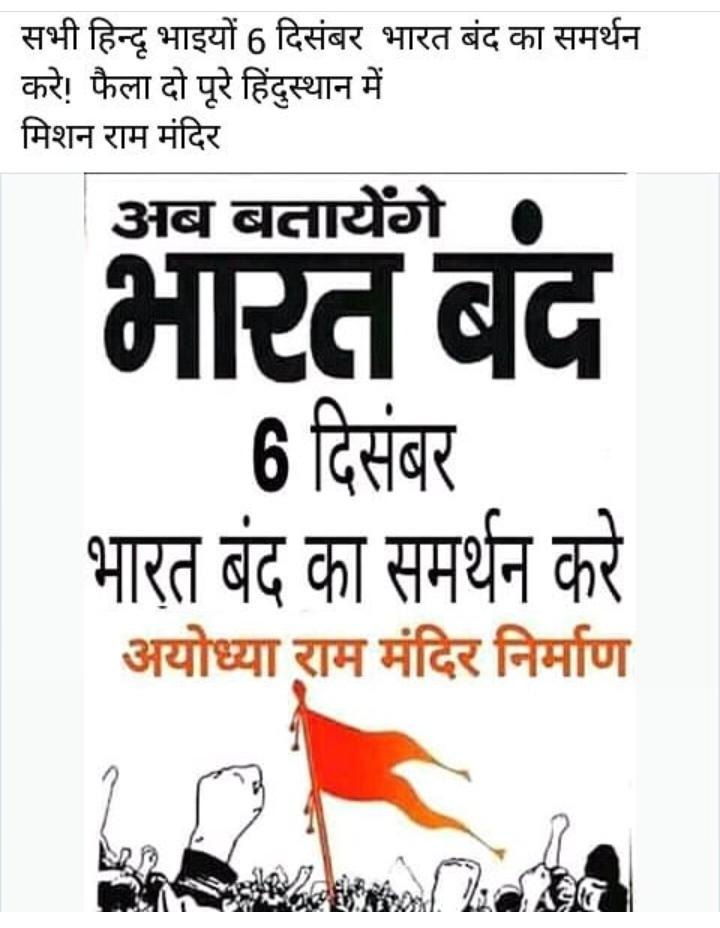 सभी हिन्दू भाइयों 6 दिसंबर भारत बंद का समर्थन
करे! फैला दो पूरे हिंदुस्थान में
मिशन राम मंदिर
अब बतायेंगे
भारत बंद
6 दिसंबर
भारत बंद का समर्थन करे
अयोध्या राम मंदिर निर्माण